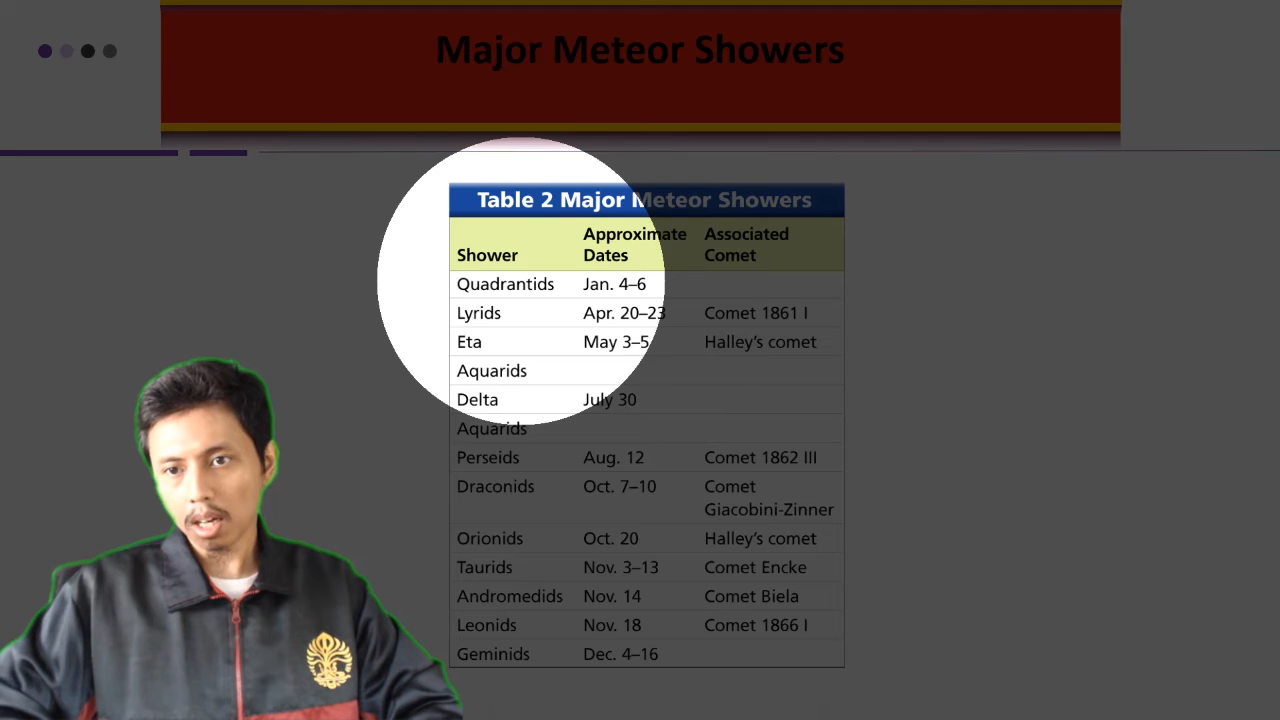 Major Meteor Showers
Table 2 Major Meteor Showers
Shower Approximate Dates Associated Comet
Quadrantids Jan. 4–6
Lyrids Apr. 20–23 Comet 1861 I
Eta May 3–5 Halley's comet
Aquarids
Delta July 30
Aquarids
Perseids Aug. 12 Comet 1862 III
Draconids Oct. 7–10 Comet
Giacobini-Zinner
Orionids Oct. 20 Halley's comet
Taurids Nov. 3–13 Comet Encke
Andromedids Nov. 14 Comet Biela
Leonids Nov. 18 Comet 1866 I
Geminids Dec. 4–16